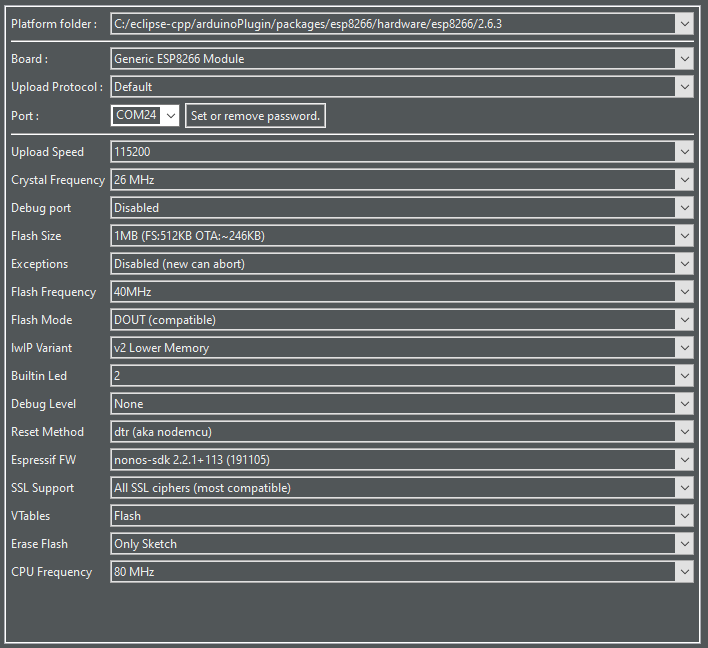 Platform folder : C:/eclipse-cpp/arduinoPlugin/packages/esp8266/hardware/esp8266/2.6.3
Board : Generic ESP8266 Module
Upload Protocol : Default
Port : COM24 Set or remove password.
Upload Speed 115200
Crystal Frequency 26 MHz
Debug port Disabled
Flash Size 1MB (FS:512KB OTA:~246KB)
Exceptions Disabled (new can abort)
Flash Frequency 40MHz
Flash Mode DOUT (compatible)
lwIP Variant v2 Lower Memory
Builtin Led 2
Debug Level None
Reset Method dtr (aka nodemcu)
Espressif FW nonos-sdk 2.2.1+113 (191105)
SSL Support All SSL ciphers (most compatible)
VTables Flash
Erase Flash Only Sketch
CPU Frequency 80 MHz